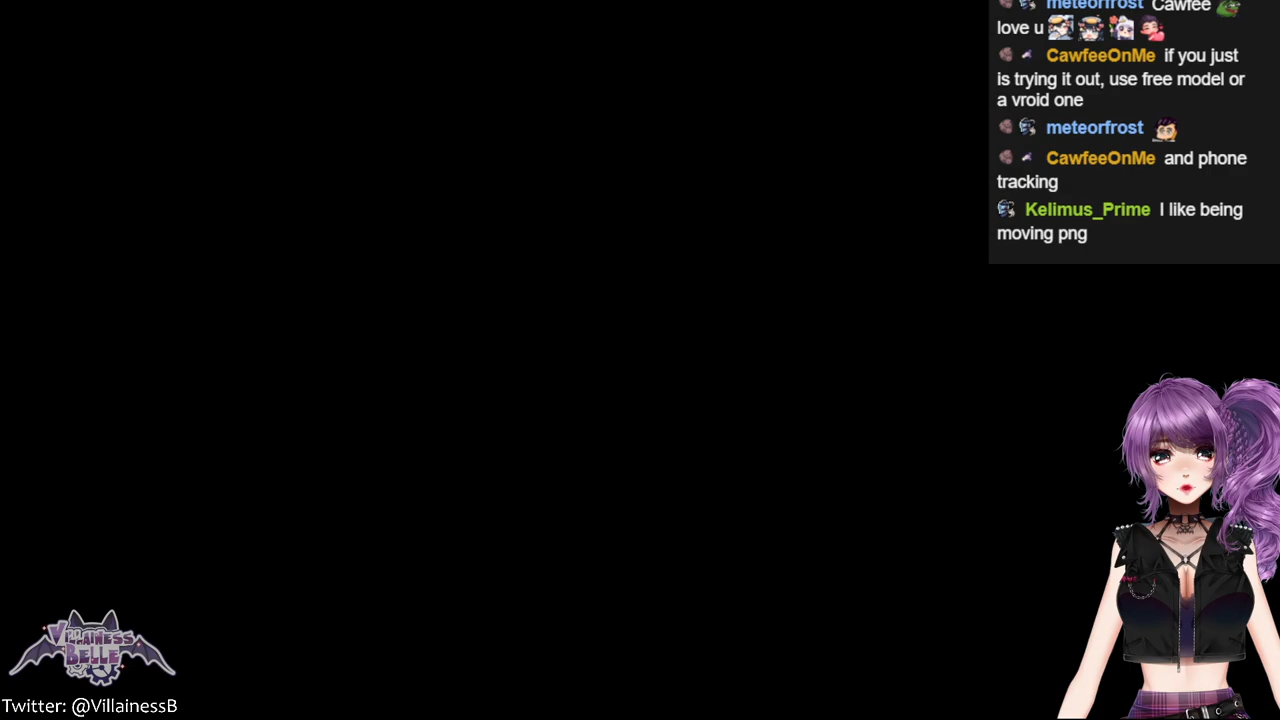 meteorfrost Cawfee
love u
CawfeeOnMe if you just
is trying it out, use free model or
a vroid one
meteorfrost
CawfeeOnMe and phone
tracking
Kelimus_Prime I like being
moving png
VILLAINESS
BELLE
Twitter: @VillainessB